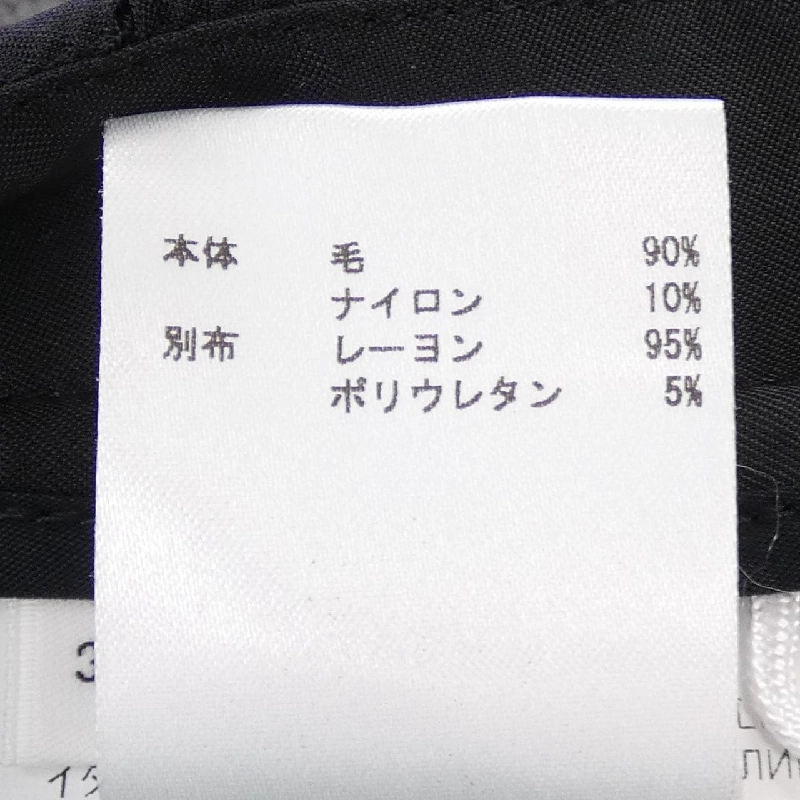 本体 毛 90%
ナイロン 10%
別布 レーヨン 95%
ポリウレタン 5%
3